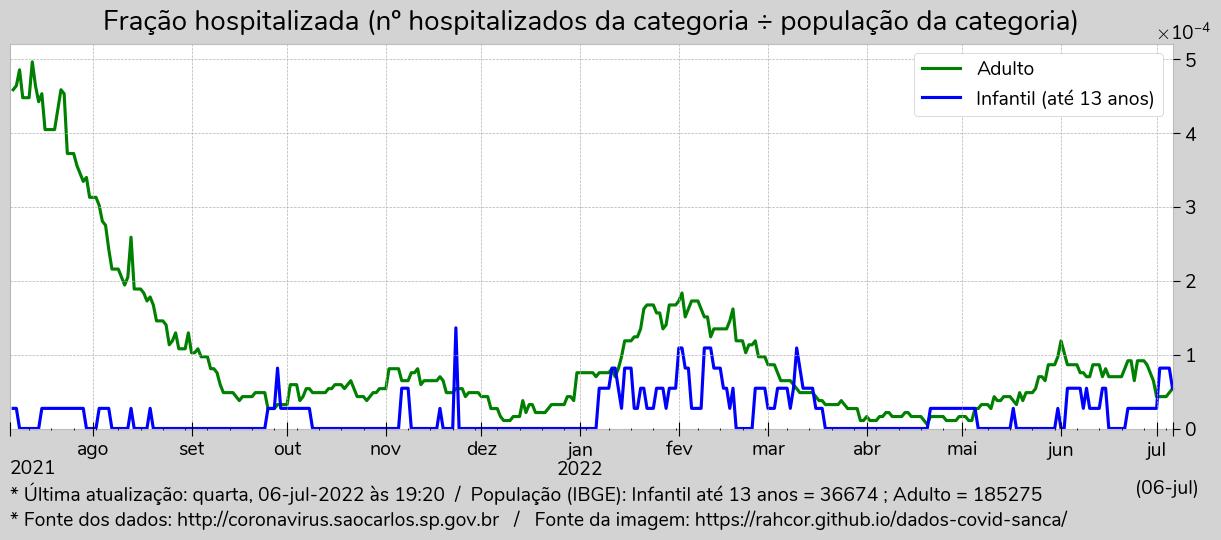 Fração hospitalizada (nº hospitalizados da categoria ÷ população da categoria)
×10⁻⁴
Adulto
Infantil (até 13 anos)
5
4
3
2
1
0
ago set out nov dez jan fev mar abr mai jun jul
2021 2022
(06-jul)
* Última atualização: quarta, 06-jul-2022 às 19:20 / População (IBGE): Infantil até 13 anos = 36674 ; Adulto = 185275
* Fonte dos dados: http://coronavirus.saocarlos.sp.gov.br / Fonte da imagem: https://rahcor.github.io/dados-covid-sanca/